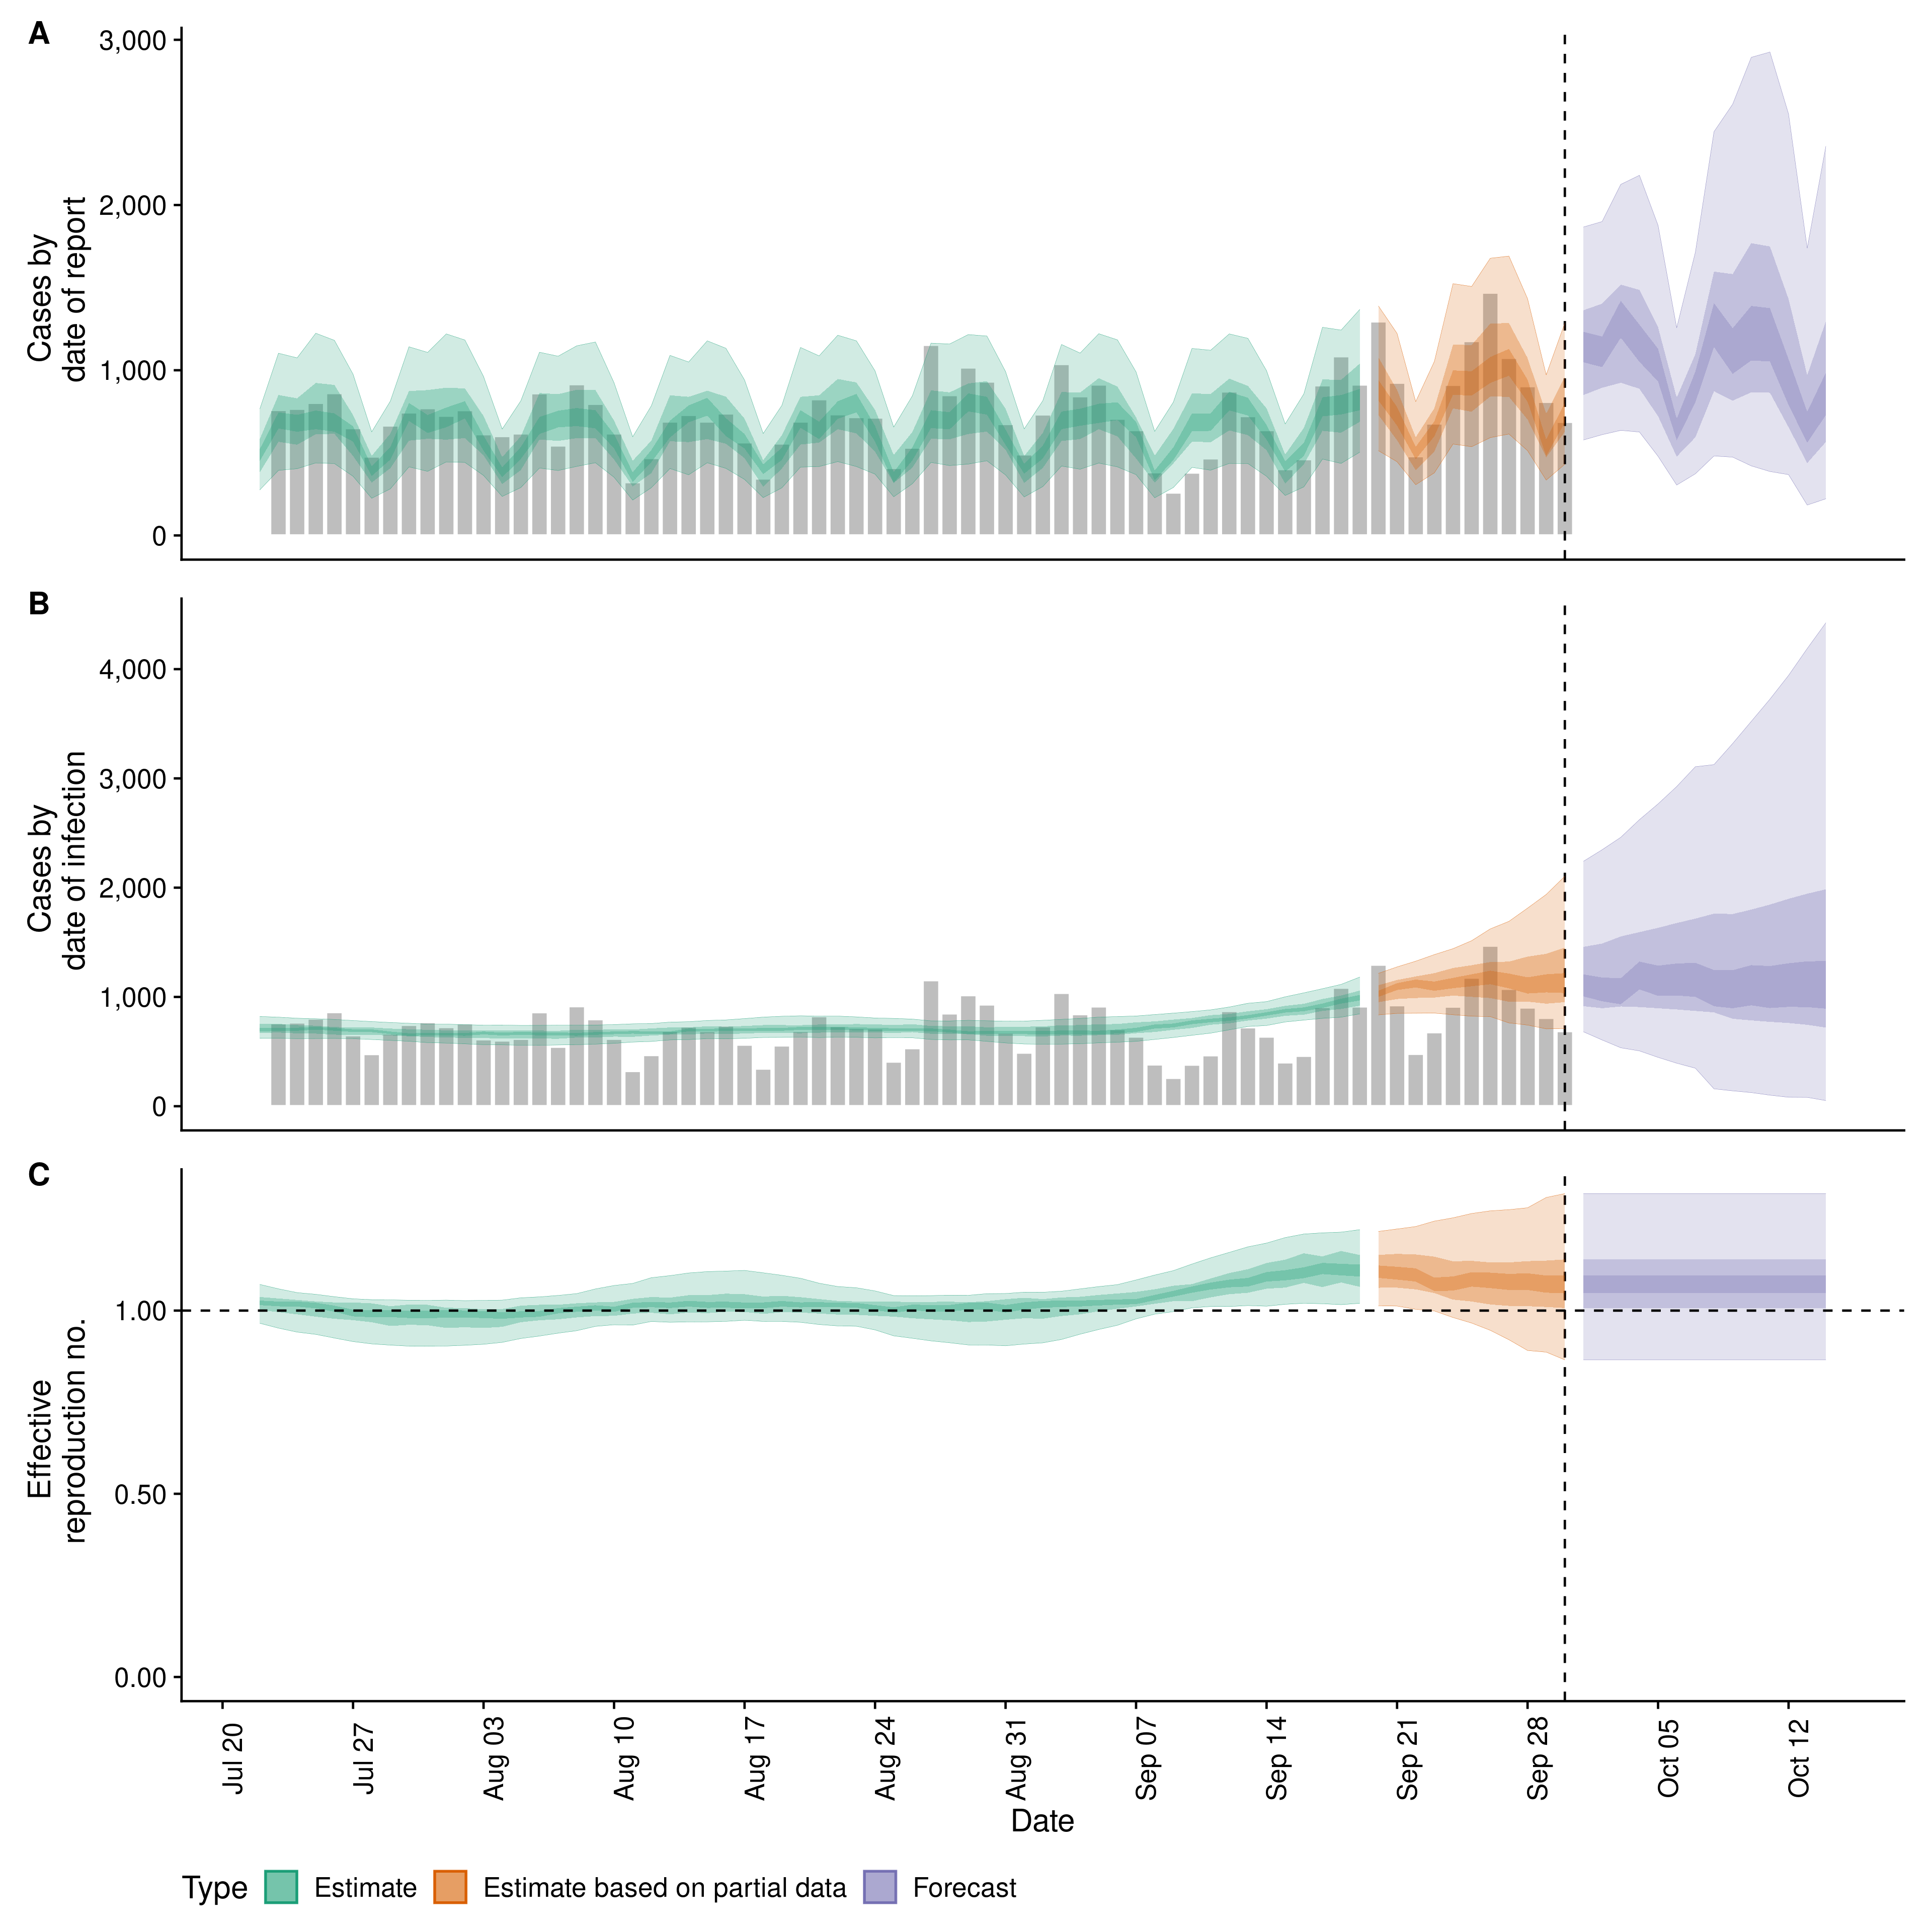 A
3,000
2,000
1,000
0
Cases by
date of report
B
4,000
3,000
2,000
1,000
0
Cases by
date of infection
C
1.00
0.50
0.00
Effective
reproduction no.
Jul 20
Jul 27
Aug 03
Aug 10
Aug 17
Aug 24
Aug 31
Sep 07
Sep 14
Sep 21
Sep 28
Oct 05
Oct 12
Date
Type Estimate Estimate based on partial data Forecast